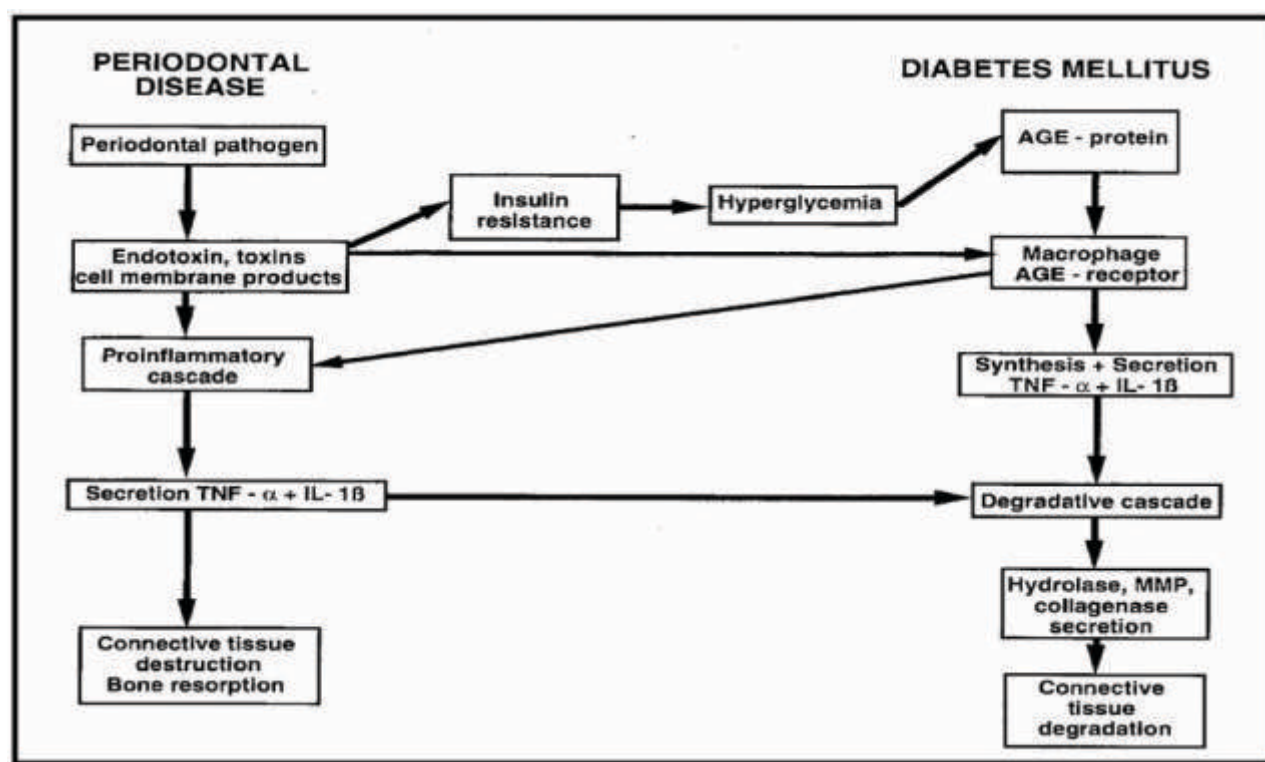 PERIODONTAL
DISEASE
DIABETES MELLITUS
Periodontal pathogen
AGE - protein
Insulin
resistance
Hyperglycemia
Endotoxin, toxins
cell membrane products
Macrophage
AGE - receptor
Proinflammatory
cascade
Synthesis + Secretion
TNF - α + IL- 1ß
Secretion TNF - α + IL- 1ß
Degradative cascade
Hydrolase, MMP,
collagenase
secretion
Connective tissue
destruction
Bone resorption
Connective
tissue
degradation